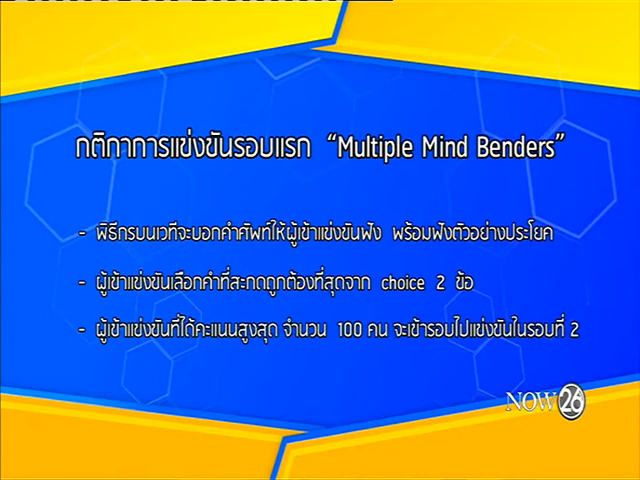 กติกาการแข่งขันรอบแรก “Multiple Mind Benders”
- พิธีกรบนเวทีจะบอกคำศัพท์ให้ผู้เข้าแข่งขันฟัง พร้อมฟังตัวอย่างประโยค
- ผู้เข้าแข่งขันเลือกคำที่สะกดถูกต้องที่สุดจาก choice 2 ข้อ
- ผู้เข้าแข่งขันที่ได้คะแนนสูงสุด จำนวน 100 คน จะเข้ารอบไปแข่งขันในรอบที่ 2
NOW 26